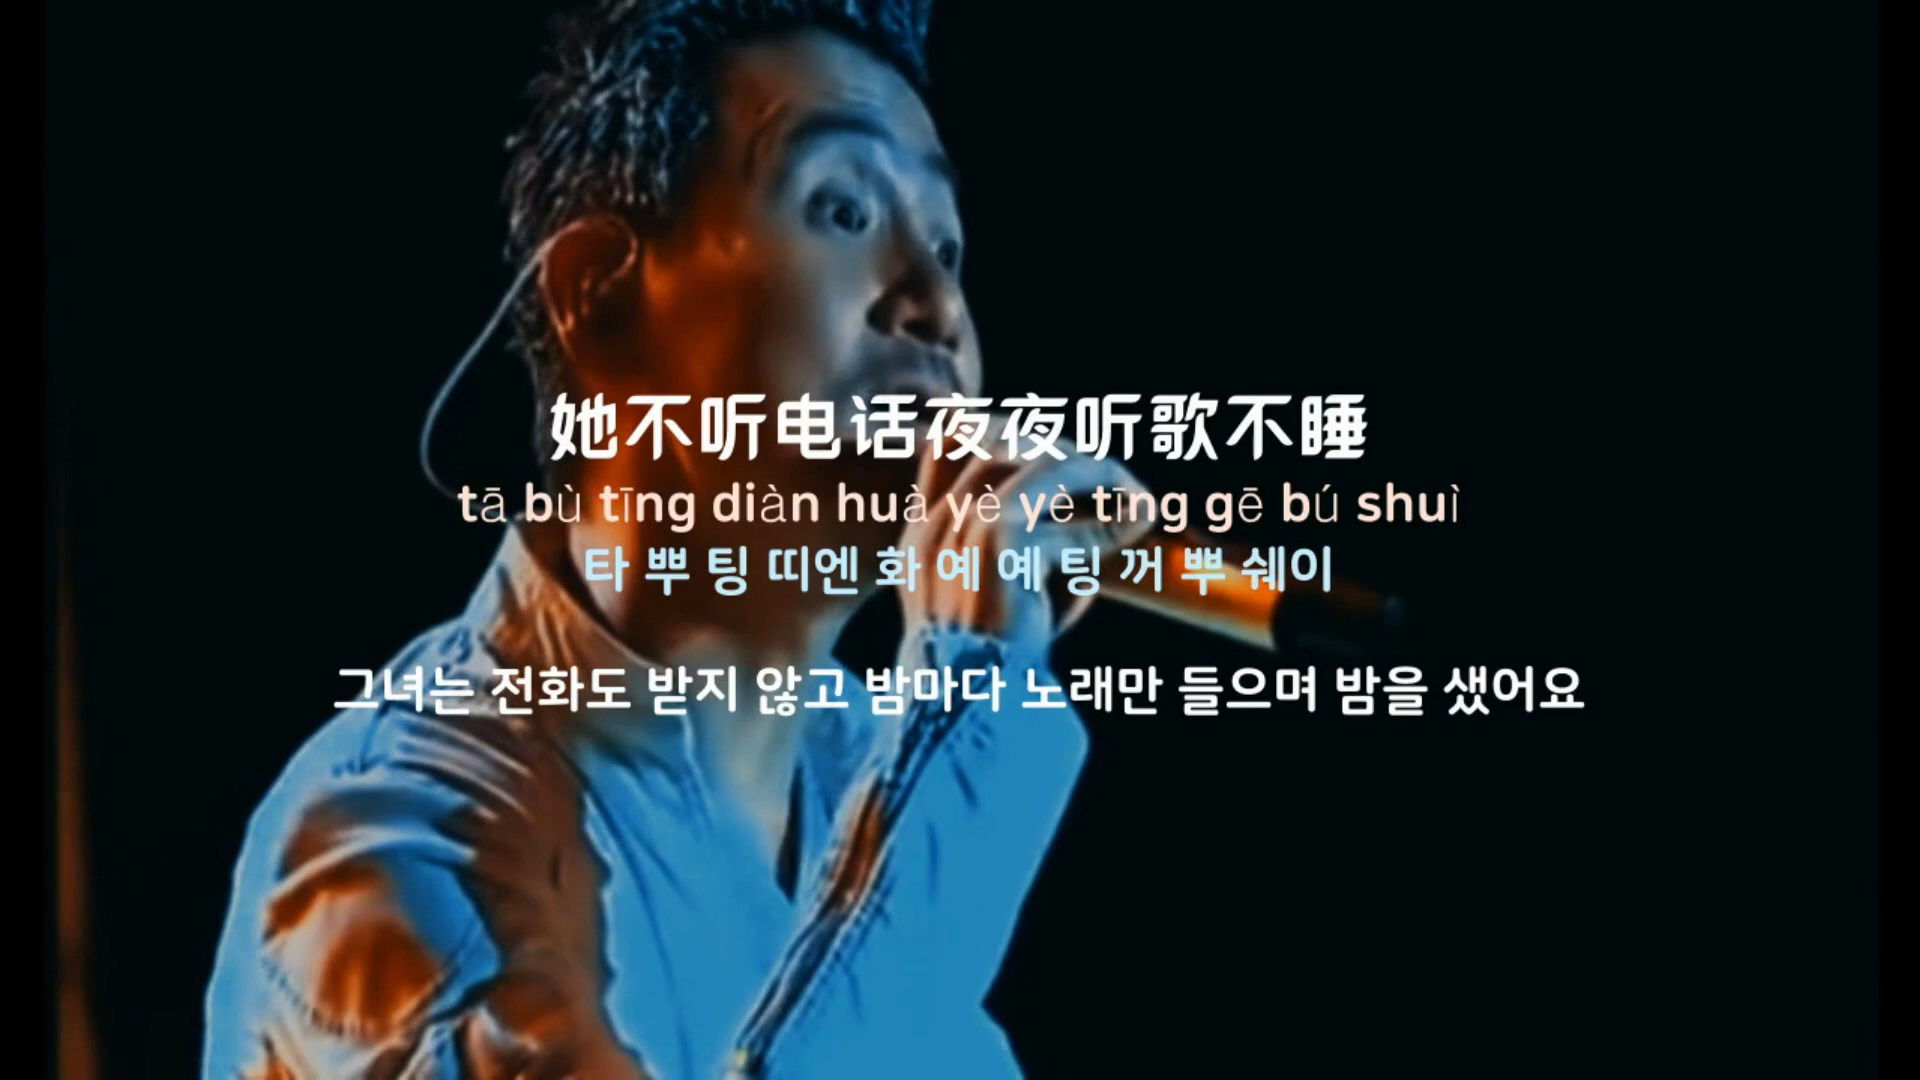 她不听电话夜夜听歌不睡
tā bù tīng diàn huà yè yè tīng gē bú shuì
타 뿌 팅 띠엔 화 예 예 팅 꺼 뿌 쉐이
그녀는 전화도 받지 않고 밤마다 노래만 들으며 밤을 샜어요